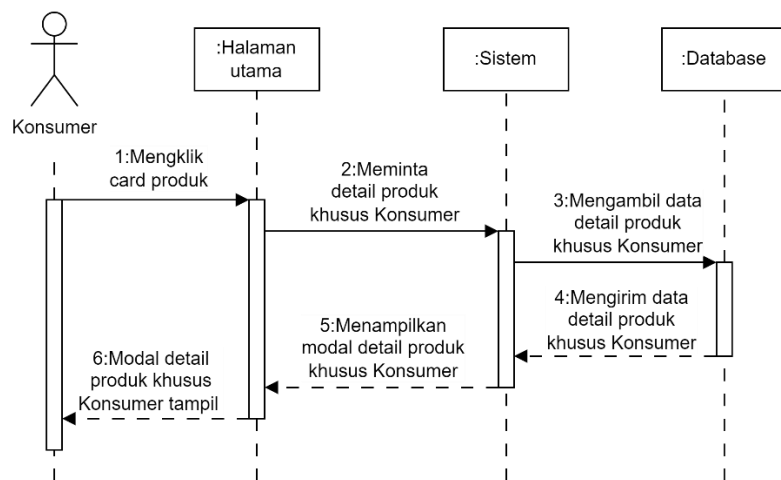 :Halaman
utama
:Sistem
:Database
Konsumer
1:Mengklik
card produk
2:Meminta
detail produk
khusus Konsumer
3:Mengambil data
detail produk
khusus Konsumer
4:Mengirim data
detail produk
khusus Konsumer
5:Menampilkan
modal detail produk
khusus Konsumer
6:Modal detail
produk khusus
Konsumer tampil